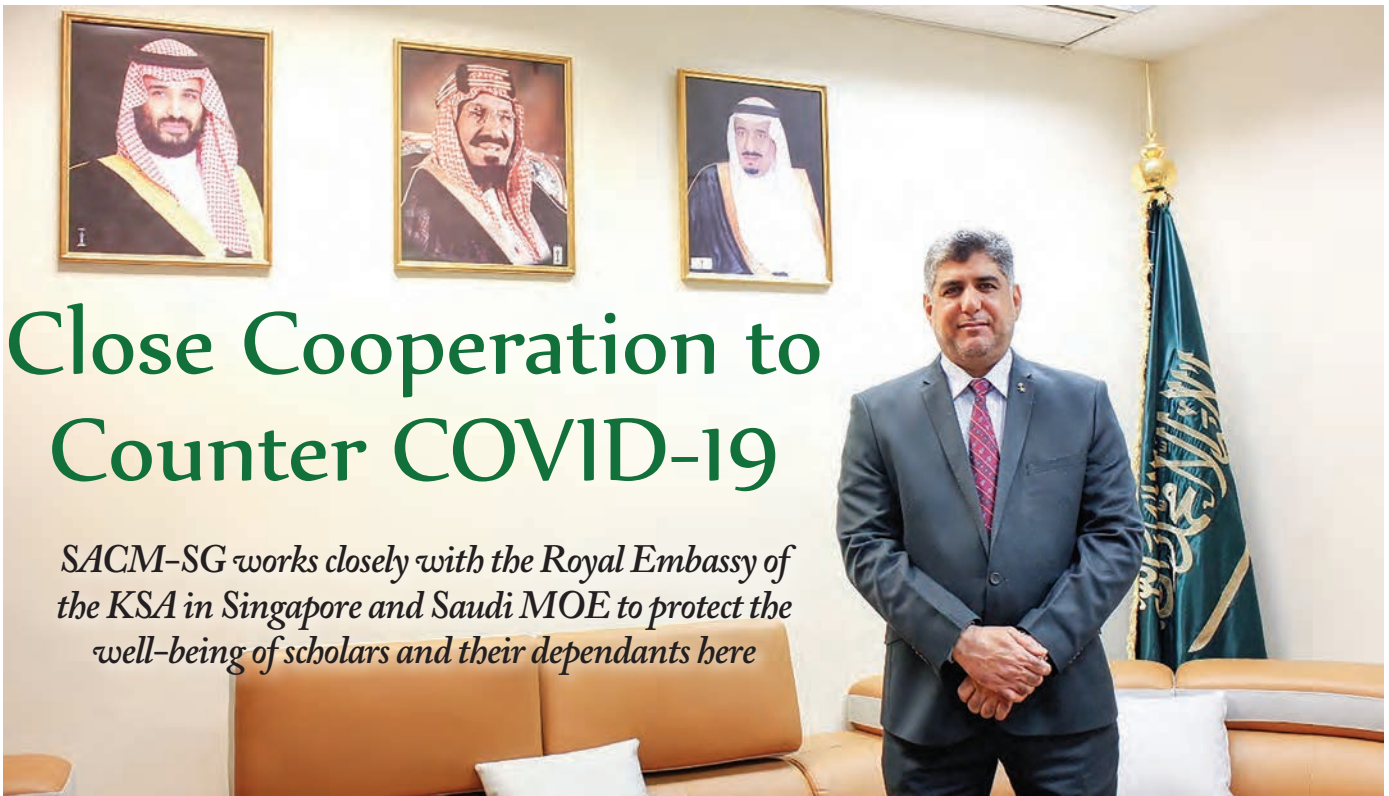 Close Cooperation to
Counter COVID-19
SACM-SG works closely with the Royal Embassy of
the KSA in Singapore and Saudi MOE to protect the
well-being of scholars and their dependants here